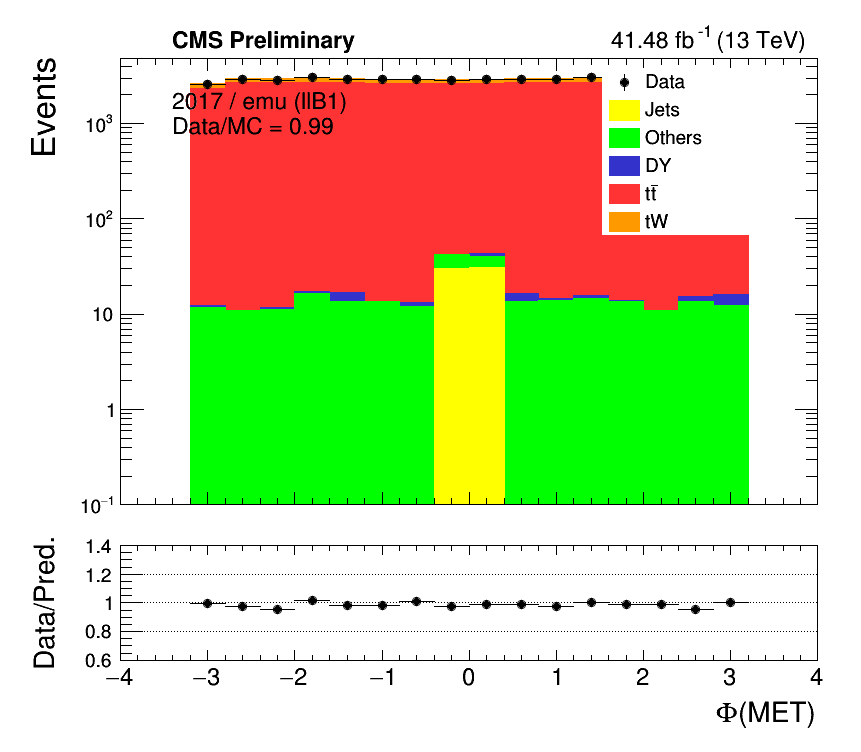 CMS Preliminary
41.48 fb⁻¹ (13 TeV)
Events
2017 / emu (llB1)
Data/MC = 0.99
Data
Jets
Others
DY
tt̄
tW
10³
10²
10
1
10⁻¹
Data/Pred.
1.4
1.2
1
0.8
0.6
−4 −3 −2 −1 0 1 2 3 4
Φ(MET)